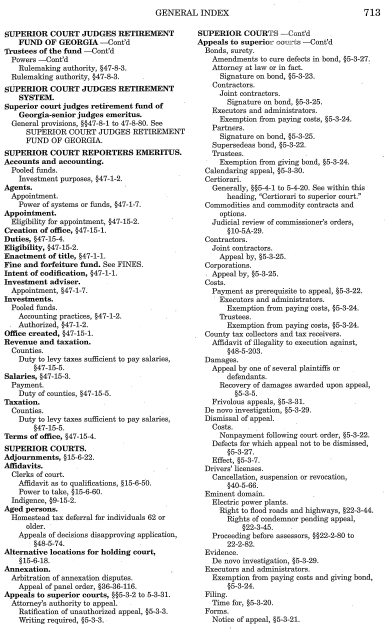 GENERAL INDEX
713
SUPERIOR COURT JUDGES RETIREMENT
FUND OF GEORGIA —Cont'd
Trustees of the fund —Cont'd
Powers —Cont'd
Rulemaking authority, §47-8-3.
Rulemaking authority, §47-8-3.
SUPERIOR COURT JUDGES RETIREMENT
SYSTEM.
Superior court judges retirement fund of
Georgia-senior judges emeritus.
General provisions, §§47-8-1 to 47-8-80. See
SUPERIOR COURT JUDGES RETIREMENT
FUND OF GEORGIA.
SUPERIOR COURT REPORTERS EMERITUS.
Accounts and accounting.
Pooled funds.
Investment purposes, §47-1-2.
Agents.
Appointment.
Power of systems or funds, §47-1-7.
Appointment.
Eligibility for appointment, §47-15-2.
Creation of office, §47-15-1.
Duties, §47-15-4.
Eligibility, §47-15-2.
Enactment of title, §47-1-1.
Fine and forfeiture fund. See FINES.
Intent of codification, §47-1-1.
Investment adviser.
Appointment, §47-1-7.
Investments.
Pooled funds.
Accounting practices, §47-1-2.
Authorized, §47-1-2.
Office created, §47-15-1.
Revenue and taxation.
Counties.
Duty to levy taxes sufficient to pay salaries,
§47-15-5.
Salaries, §47-15-3.
Payment.
Duty of counties, §47-15-5.
Taxation.
Counties.
Duty to levy taxes sufficient to pay salaries,
§47-15-5.
Terms of office, §47-15-4.
SUPERIOR COURTS.
Adjournments, §15-6-22.
Affidavits.
Clerks of court.
Affidavit as to qualifications, §15-6-50.
Power to take, §15-6-60.
Indigence, §9-15-2.
Aged persons.
Homestead tax deferral for individuals 62 or
older.
Appeals of decisions disapproving application,
§48-5-74.
Alternative locations for holding court,
§15-6-18.
Annexation.
Arbitration of annexation disputes.
Appeal of panel order, §36-36-116.
Appeals to superior courts, §§5-3-2 to 5-3-31.
Attorney's authority to appeal.
Ratification of unauthorized appeal, §5-3-3.
Writing required, §5-3-3.
SUPERIOR COURTS —Cont'd
Appeals to superior courts —Cont'd
Bonds, surety.
Amendments to cure defects in bond, §5-3-27.
Attorney at law or in fact.
Signature on bond, §5-3-23.
Contractors.
Joint contractors.
Signature on bond, §5-3-25.
Executors and administrators.
Exemption from paying costs, §5-3-24.
Partners.
Signature on bond, §5-3-25.
Supersedeas bond, §5-3-22.
Trustees.
Exemption from giving bond, §5-3-24.
Calendaring appeal, §5-3-30.
Certiorari.
Generally, §§5-4-1 to 5-4-20. See within this
heading, "Certiorari to superior court."
Commodities and commodity contracts and
options.
Judicial review of commissioner's orders,
§10-5A-29.
Contractors.
Joint contractors.
Appeal by, §5-3-25.
Corporations.
Appeal by, §5-3-25.
Costs.
Payment as prerequisite to appeal, §5-3-22.
Executors and administrators.
Exemption from paying costs, §5-3-24.
Trustees.
Exemption from paying costs, §5-3-24.
County tax collectors and tax receivers.
Affidavit of illegality to execution against,
§48-5-203.
Damages.
Appeal by one of several plaintiffs or
defendants.
Recovery of damages awarded upon appeal,
§5-3-5.
Frivolous appeals, §5-3-31.
De novo investigation, §5-3-29.
Dismissal of appeal.
Costs.
Nonpayment following court order, §5-3-22.
Defects for which appeal not to be dismissed,
§5-3-27.
Effect, §5-3-7.
Drivers' licenses.
Cancellation, suspension or revocation,
§40-5-66.
Eminent domain.
Electric power plants.
Right to flood roads and highways, §22-3-44.
Rights of condemnor pending appeal,
§22-3-45.
Proceeding before assessors, §§22-2-80 to
22-2-82.
Evidence.
De novo investigation, §5-3-29.
Executors and administrators.
Exemption from paying costs and giving bond,
§5-3-24.
Filing.
Time for, §5-3-20.
Forms.
Notice of appeal, §5-3-21.